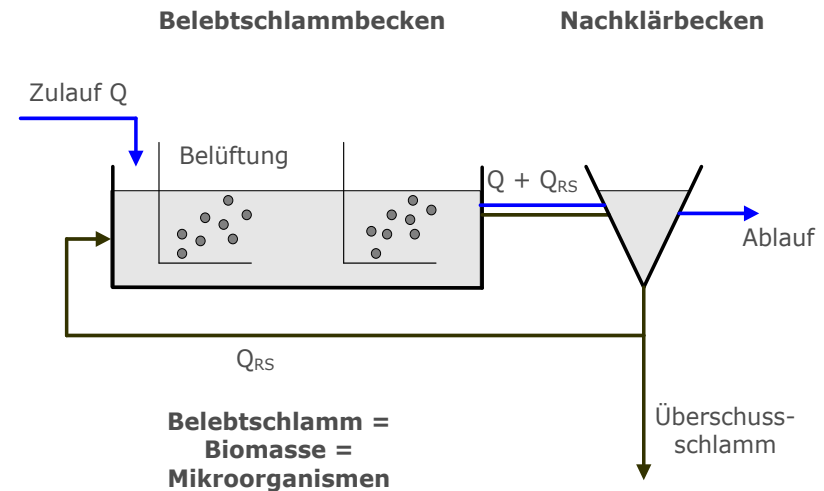 Belebtschlammbecken
Nachklärbecken
Zulauf Q
Belüftung
Q + QRS
Ablauf
QRS
Belebtschlamm =
Biomasse =
Mikroorganismen
Überschuss-
schlamm